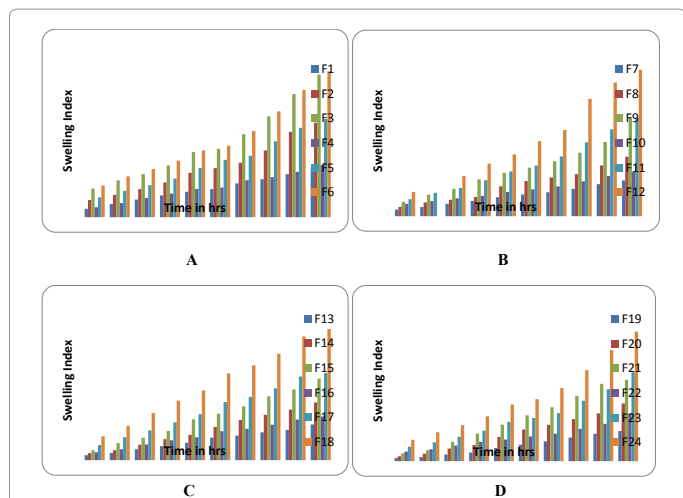 Swelling Index
F1
F2
F3
F4
F5
F6
Time in hrs
A
Swelling Index
F7
F8
F9
F10
F11
F12
Time in hrs
B
Swelling Index
F13
F14
F15
F16
F17
F18
Time in hrs
C
Swelling Index
F19
F20
F21
F22
F23
F24
Time in hrs
D